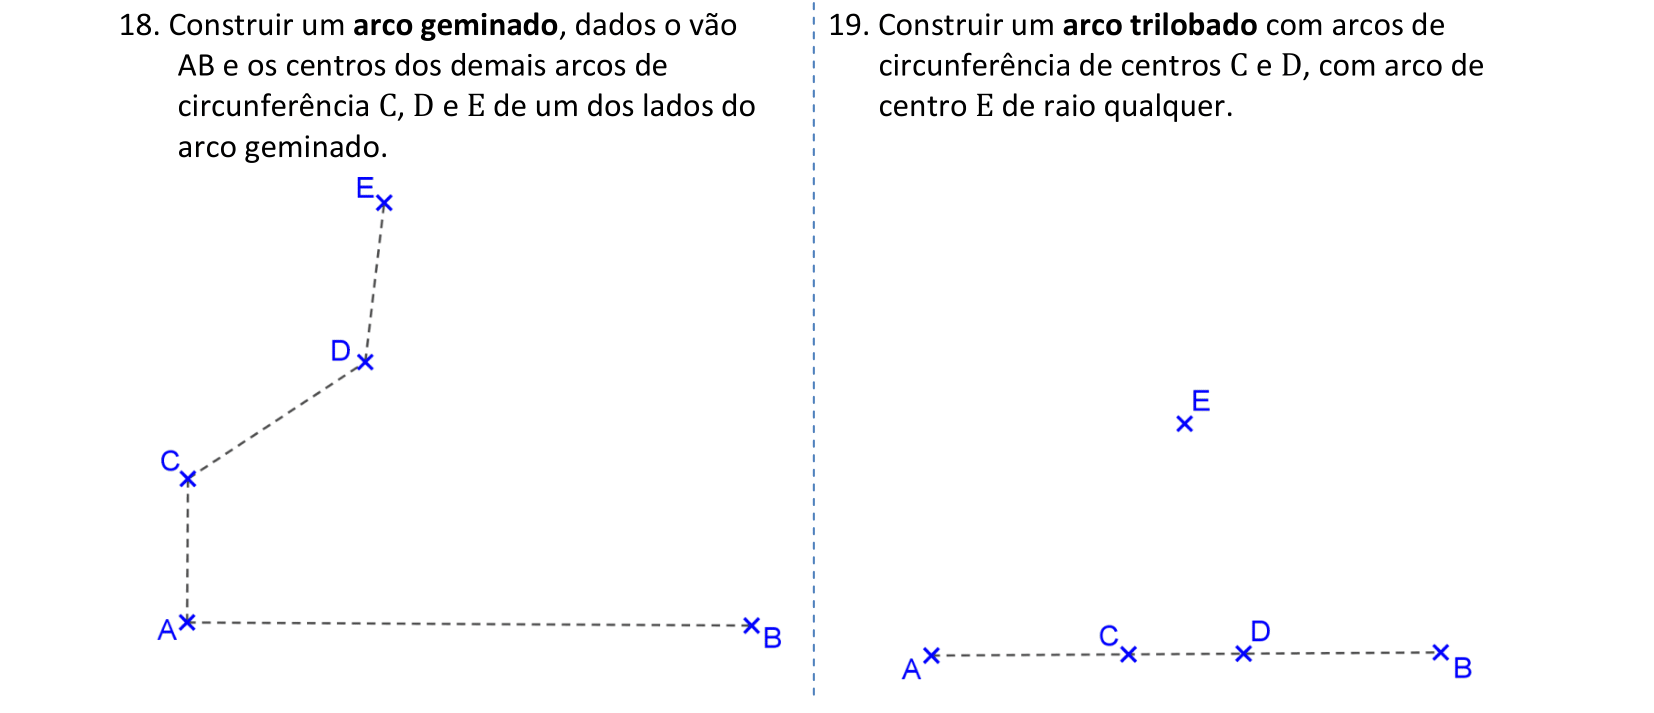 18. Construir um arco geminado, dados o vão
AB e os centros dos demais arcos de
circunferência C, D e E de um dos lados do
arco geminado.
E
D
C
A
B
19. Construir um arco trilobado com arcos de
circunferência de centros C e D, com arco de
centro E de raio qualquer.
E
C
D
A
B